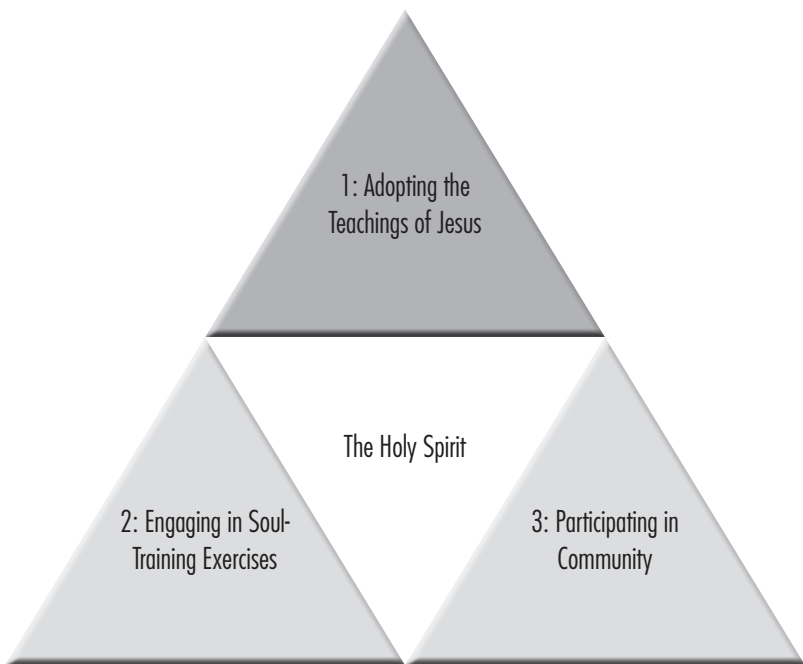 1: Adopting the
Teachings of Jesus
The Holy Spirit
2: Engaging in Soul-
Training Exercises
3: Participating in
Community